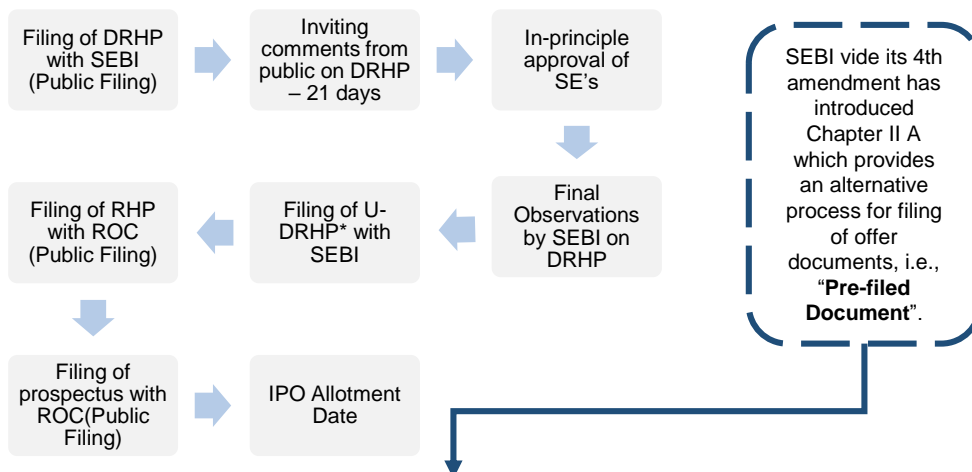 Filing of DRHP
with SEBI
(Public Filing)
Inviting
comments from
public on DRHP
– 21 days
In-principle
approval of
SE's
Final
Observations
by SEBI on
DRHP
Filing of U-
DRHP* with
SEBI
Filing of RHP
with ROC
(Public Filing)
Filing of
prospectus with
ROC(Public
Filing)
IPO Allotment
Date
SEBI vide its 4th
amendment has
introduced
Chapter II A
which provides
an alternative
process for filing
of offer
documents, i.e.,
“Pre-filed
Document”.